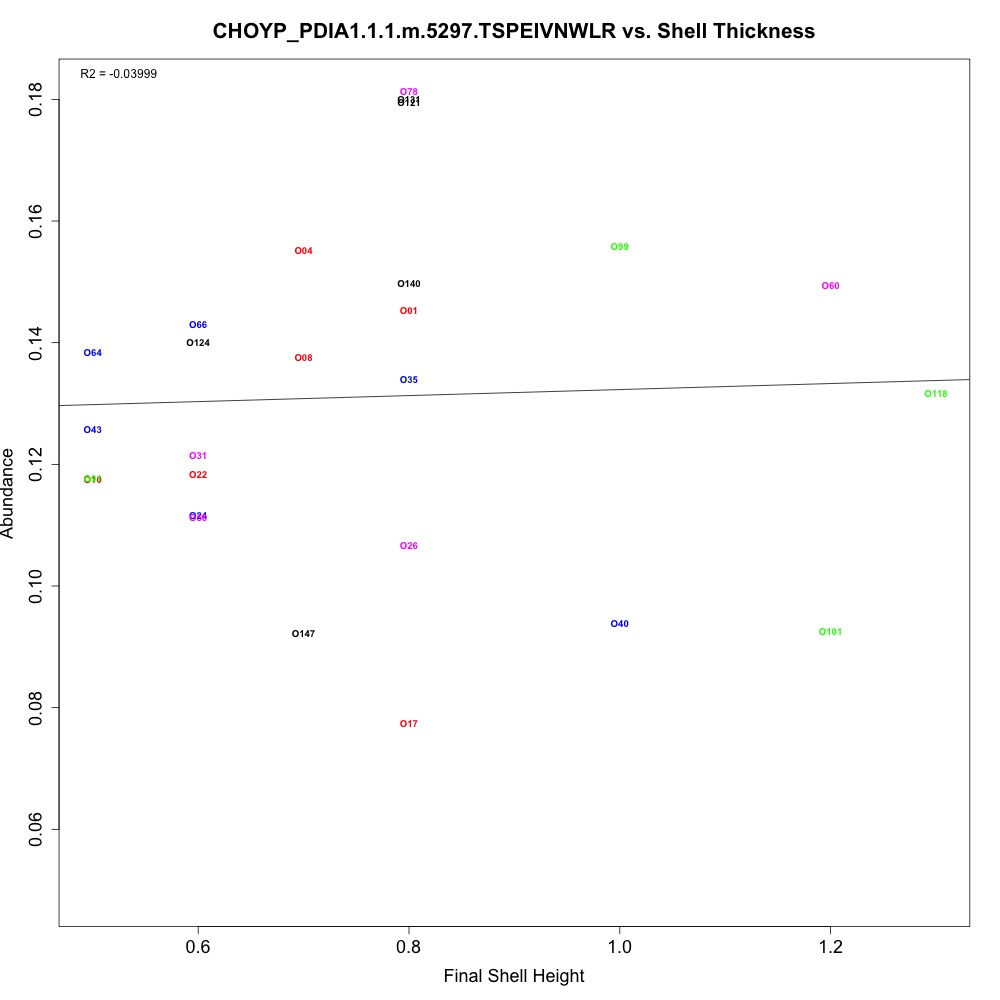 CHOYP_PDIA1.1.1.m.5297.TSPEIVNWLR vs. Shell Thickness
R2 = -0.03999
0.18
0.16
0.14
0.12
0.10
0.08
0.06
Abundance
O78
O121
O99
O04
O140
O60
O01
O66
O124
O64
O08
O35
O118
O43
O31
O22
O10
O24
O26
O40
O101
O147
O17
0.6 0.8 1.0 1.2
Final Shell Height